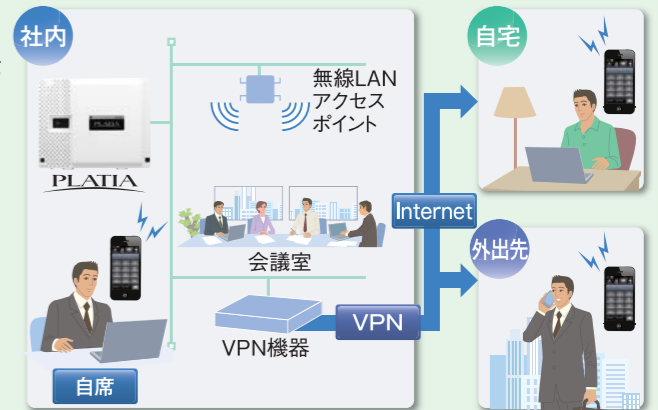 社内
PLATIA
PLATIA
自席
無線LAN
アクセス
ポイント
会議室
VPN機器
VPN
Internet
自宅
外出先